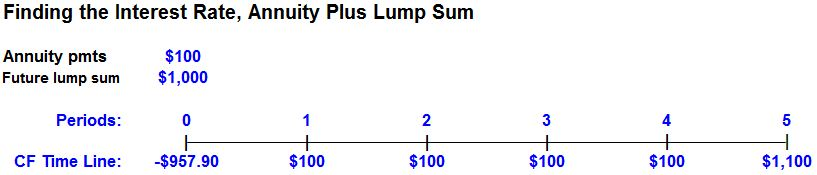 Finding the Interest Rate, Annuity Plus Lump Sum
Annuity pmts $100
Future lump sum $1,000
Periods: 0 1 2 3 4 5
CF Time Line: -$957.90 $100 $100 $100 $100 $1,100